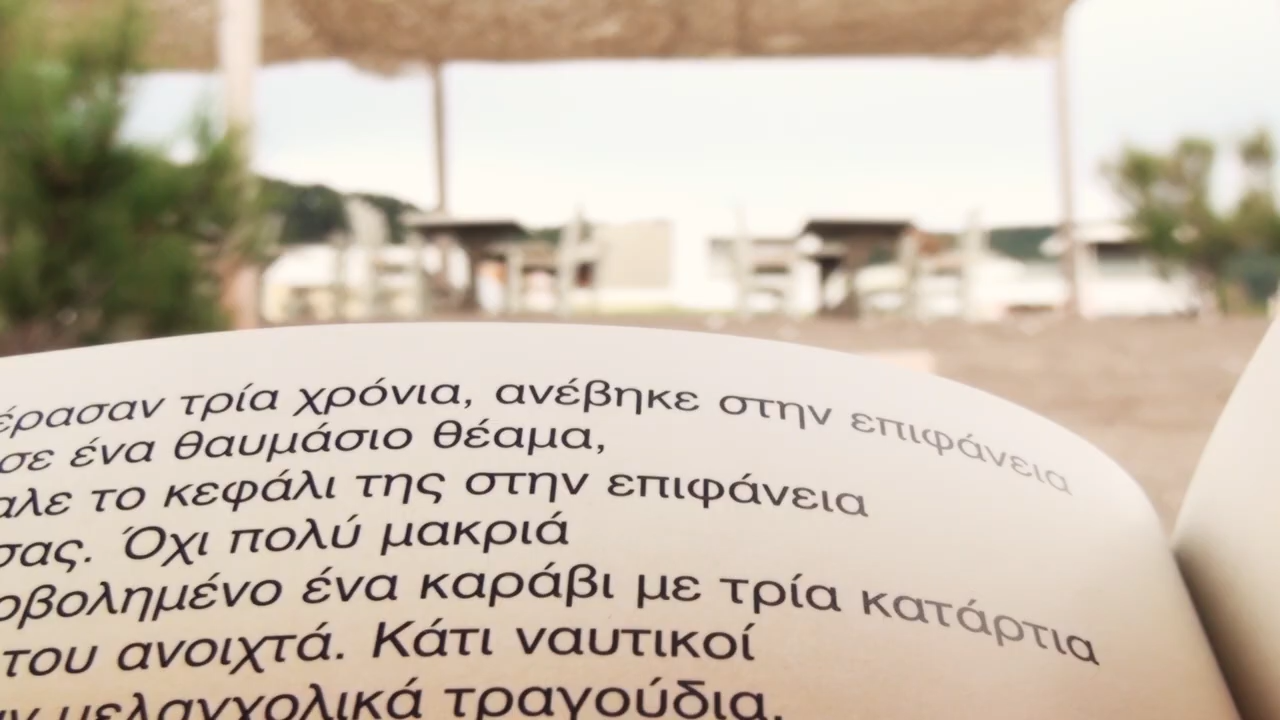 έρασαν τρία χρόνια, ανέβηκε στην επιφάνεια
σε ένα θαυμάσιο θέαμα,
αλε το κεφάλι της στην επιφάνεια
σας. Όχι πολύ μακριά
οβολημένο ένα καράβι με τρία κατάρτια
του ανοιχτά. Κάτι ναυτικοί
αν μελαγχολικά τραγούδια.